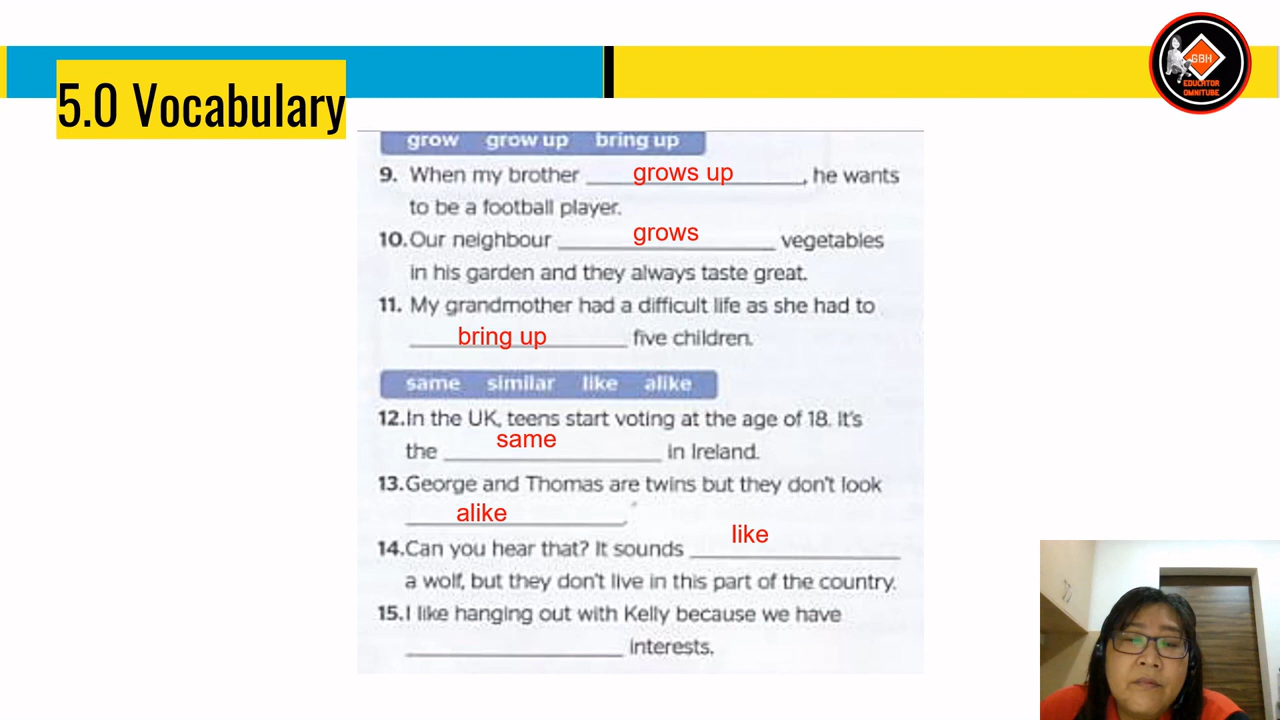 GBH
EDUCATOR
OMNITUBE
5.0 Vocabulary
grow grow up bring up
9. When my brother grows up, he wants
to be a football player.
10. Our neighbour grows vegetables
in his garden and they always taste great.
11. My grandmother had a difficult life as she had to
bring up five children.
same similar like alike
12. In the UK, teens start voting at the age of 18. It's
the same in Ireland.
13. George and Thomas are twins but they don't look
alike.
14. Can you hear that? It sounds like
a wolf, but they don't live in this part of the country.
15. I like hanging out with Kelly because we have
____ interests.